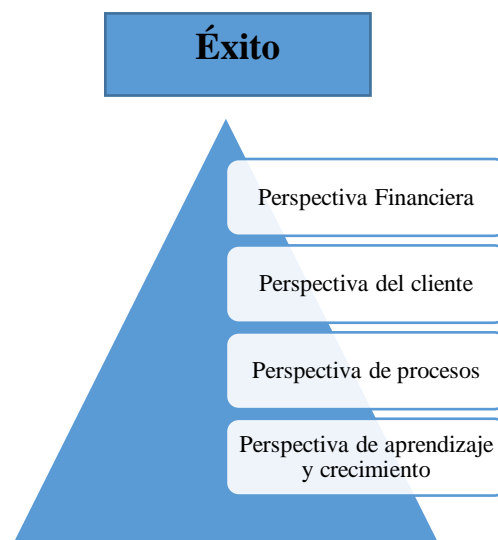 Éxito
Perspectiva Financiera
Perspectiva del cliente
Perspectiva de procesos
Perspectiva de aprendizaje
y crecimiento